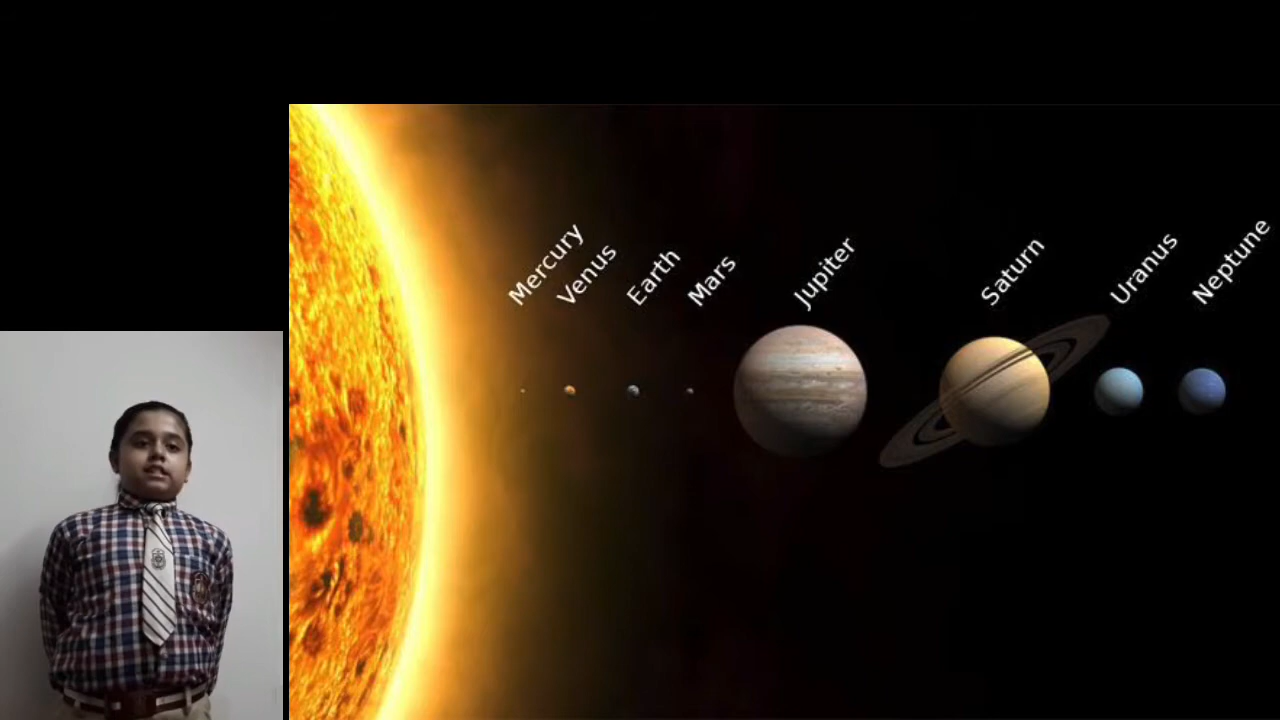 Mercury
Venus
Earth
Mars
Jupiter
Saturn
Uranus
Neptune